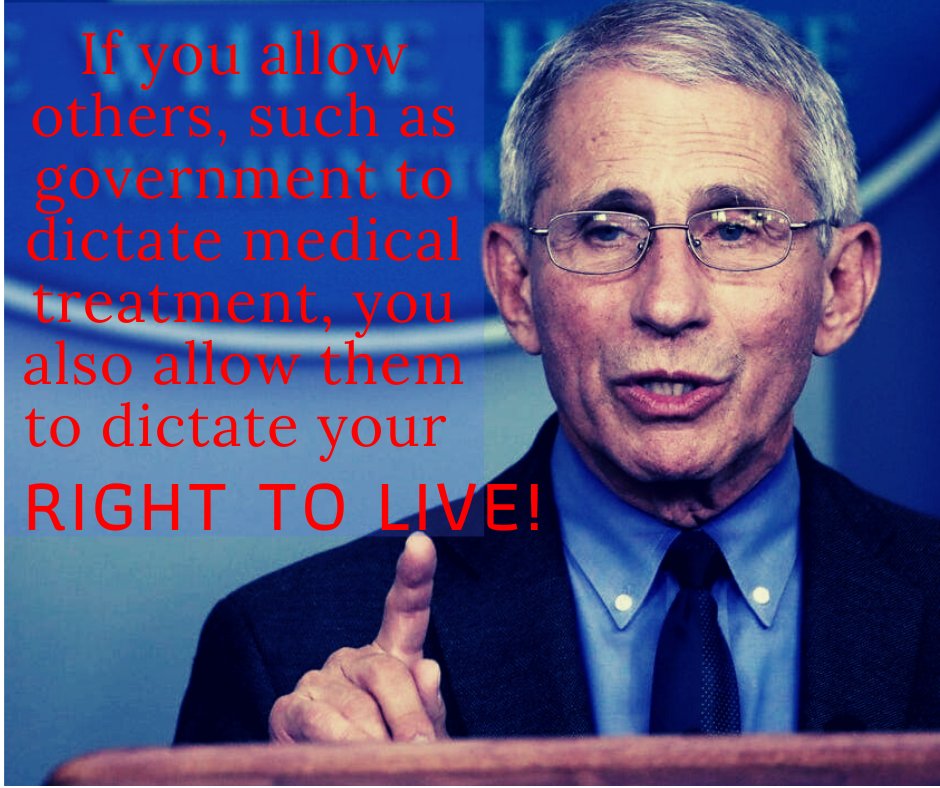 If you allow
others, such as
government to
dictate medical
treatment, you
also allow them
to dictate your
RIGHT TO LIVE!
WHITE